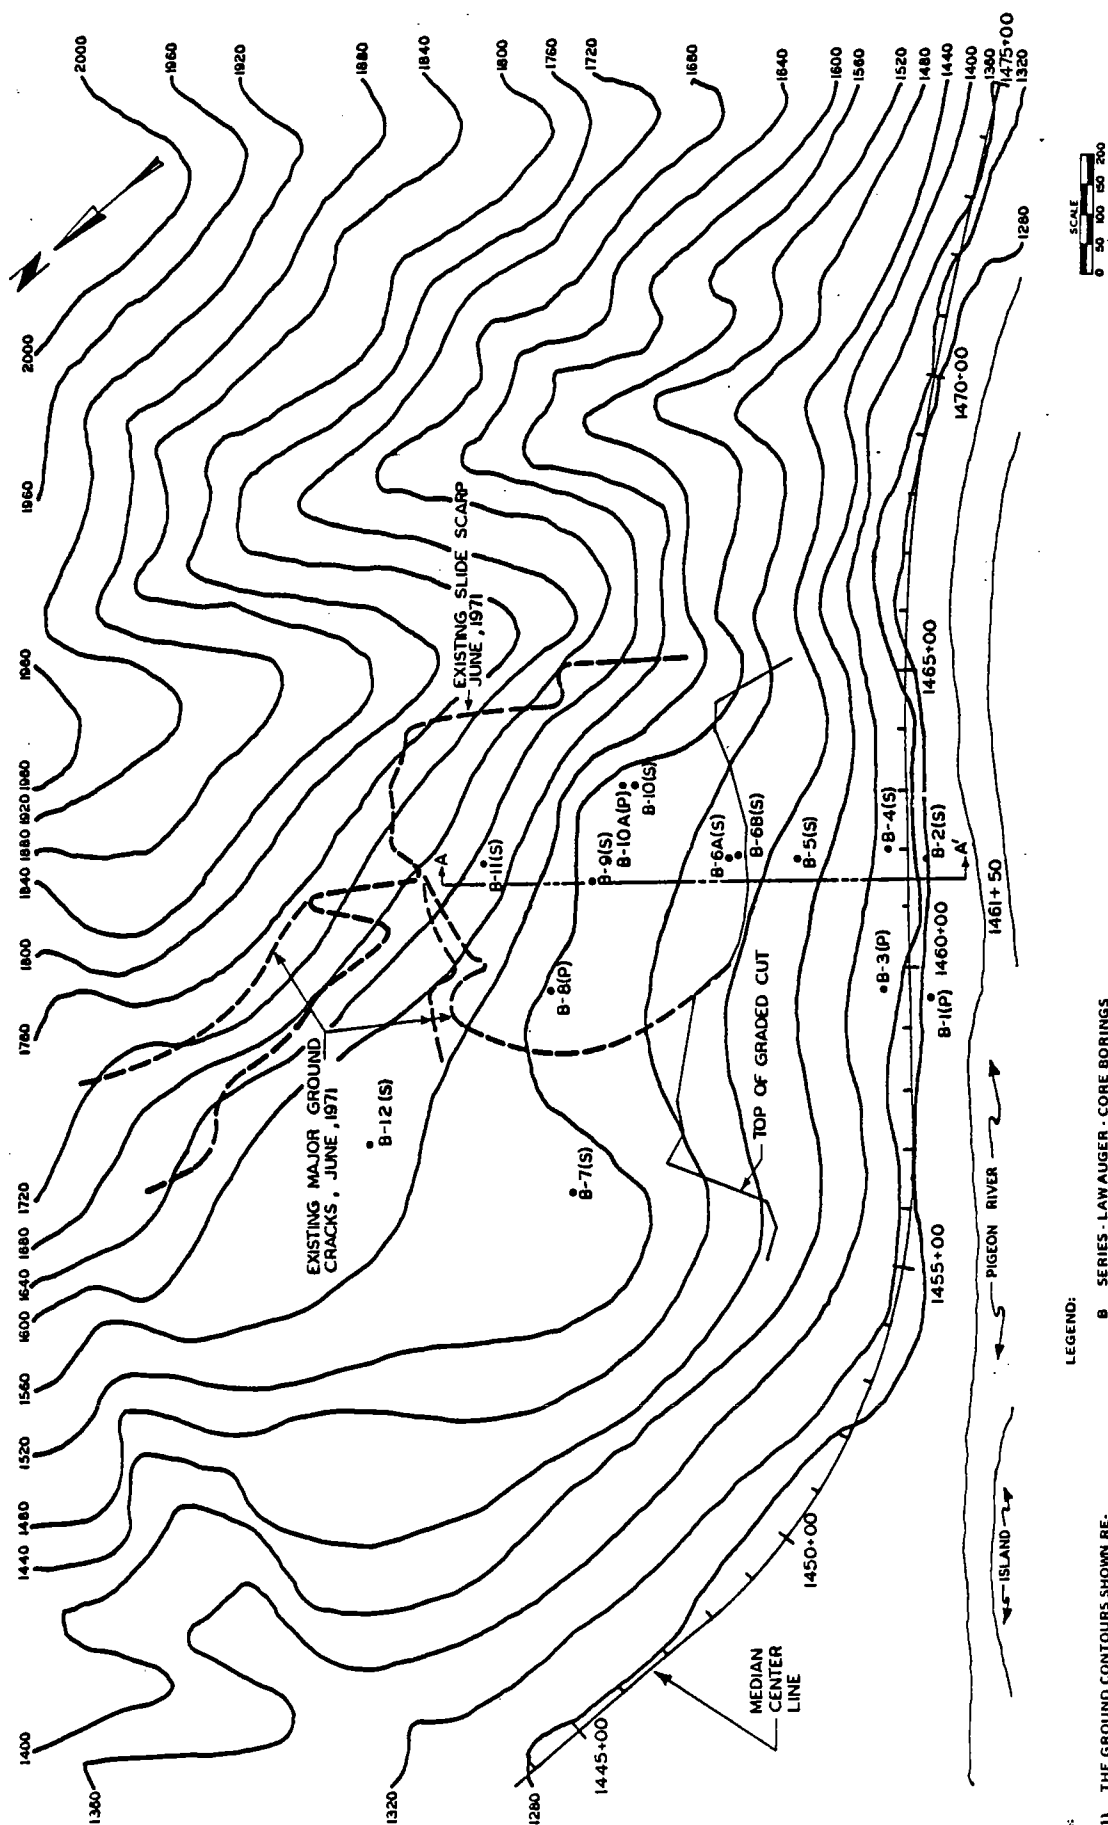 1400
1440
1480
1520
1560
1600
1640
1680
1720
1760
1800
1840
1880
1920
1960
1960
1960
2000
N
2000
1960
1920
1880
1840
1800
1760
1720
1680
1640
1600
1560
1520
1480
1440
1400
1360
1475+00
1320
1280
1360
1320
1280
EXISTING MAJOR GROUND
CRACKS, JUNE, 1971
EXISTING SLIDE SCARP
JUNE, 1971
B-12(S)
A
B-11(S)
B-8(P)
B-7(S)
B-9(S)
B-10A(P)
B-10(S)
B-6A(S)
B-6B(S)
TOP OF GRADED CUT
B-5(S)
B-4(S)
B-3(P)
B-2(S)
B-1(P)
A'
MEDIAN
CENTER
LINE
1445+00
1450+00
1455+00
1460+00
1461+50
1465+00
1470+00
ISLAND
PIGEON RIVER
SCALE
0 50 100 150 200
LEGEND:
1) THE GROUND CONTOURS SHOWN RE-
B SERIES - LAW AUGER - CORE BORINGS